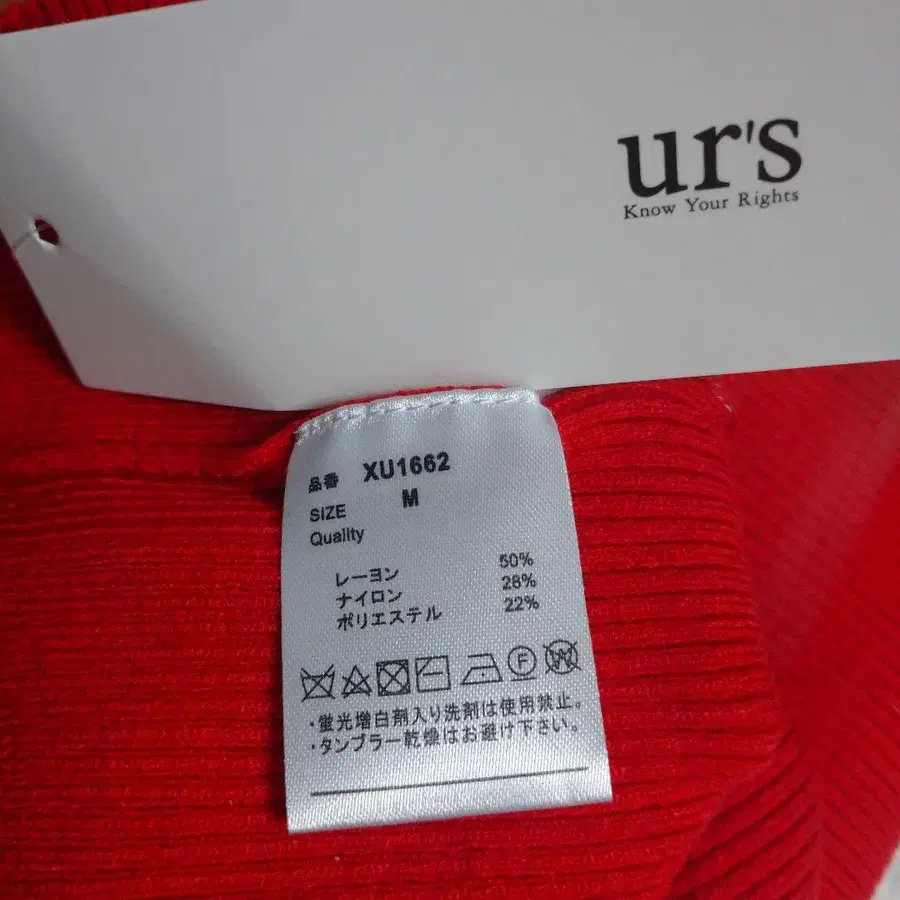 ur's
Know Your Rights
品番 XU1662
SIZE M
Quality
レーヨン 50%
ナイロン 28%
ポリエステル 22%
F W
・蛍光増白剤入り洗剤は使用禁止.
・タンブラー乾燥はお避け下さい.